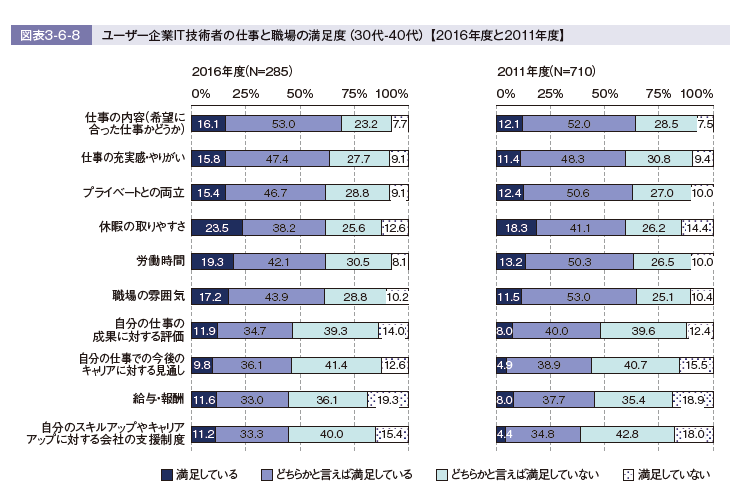 図表3-6-8 ユーザー企業IT技術者の仕事と職場の満足度（30代-40代）【2016年度と2011年度】
2016年度(N=285) 2011年度(N=710)
0% 25% 50% 75% 100% 0% 25% 50% 75% 100%
仕事の内容(希望に
合った仕事かどうか) 16.1 53.0 23.2 7.7 12.1 52.0 28.5 7.5
仕事の充実感・やりがい 15.8 47.4 27.7 9.1 11.4 48.3 30.8 9.4
プライベートとの両立 15.4 46.7 28.8 9.1 12.4 50.6 27.0 10.0
休暇の取りやすさ 23.5 38.2 25.6 12.6 18.3 41.1 26.2 14.4
労働時間 19.3 42.1 30.5 8.1 13.2 50.3 26.5 10.0
職場の雰囲気 17.2 43.9 28.8 10.2 11.5 53.0 25.1 10.4
自分の仕事の
成果に対する評価 11.9 34.7 39.3 14.0 8.0 40.0 39.6 12.4
自分の仕事での今後の
キャリアに対する見通し 9.8 36.1 41.4 12.6 4.9 38.9 40.7 15.5
給与・報酬 11.6 33.0 36.1 19.3 8.0 37.7 35.4 18.9
自分のスキルアップやキャリア
アップに対する会社の支援制度 11.2 33.3 40.0 15.4 4.4 34.8 42.8 18.0
満足している どちらかと言えば満足している どちらかと言えば満足していない 満足していない